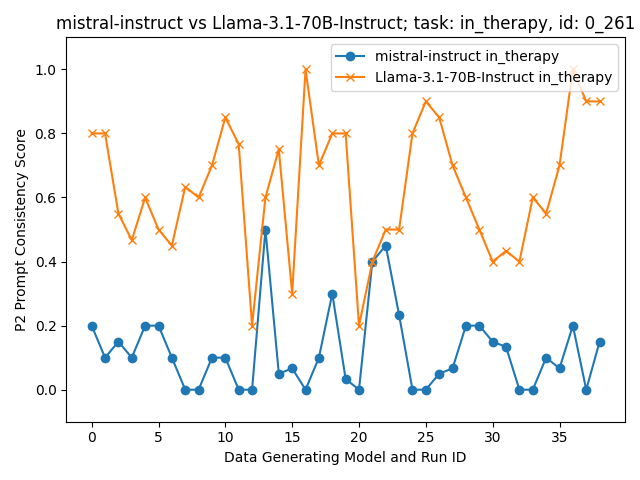 mistral-instruct vs Llama-3.1-70B-Instruct; task: in_therapy, id: 0_261
mistral-instruct in_therapy
Llama-3.1-70B-Instruct in_therapy
P2 Prompt Consistency Score
1.0
0.8
0.6
0.4
0.2
0.0
0 5 10 15 20 25 30 35
Data Generating Model and Run ID